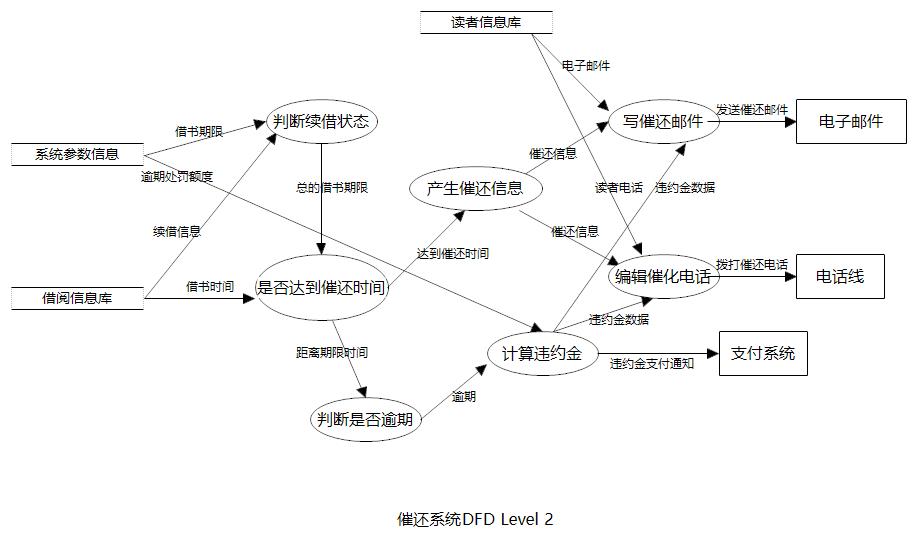 读者信息库
电子邮件
判断续借状态
写催还邮件
发送催还邮件
电子邮件
借书期限
系统参数信息
逾期处罚额度
催还信息
总的借书期限
产生催还信息
读者电话
违约金数据
续借信息
催还信息
达到催还时间
拨打催还电话
借书时间
借阅信息库
是否达到催还时间
编辑催化电话
电话线
违约金数据
距离期限时间
计算违约金
违约金支付通知
支付系统
逾期
判断是否逾期
催还系统DFD Level 2